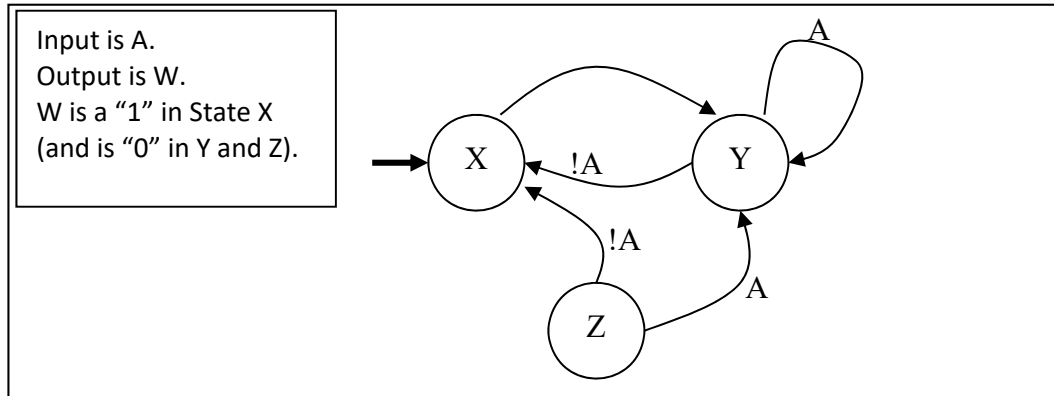 Input is A.
Output is W.
W is a “1” in State X
(and is “0” in Y and Z).
A
X
Y
!A
!A
A
Z